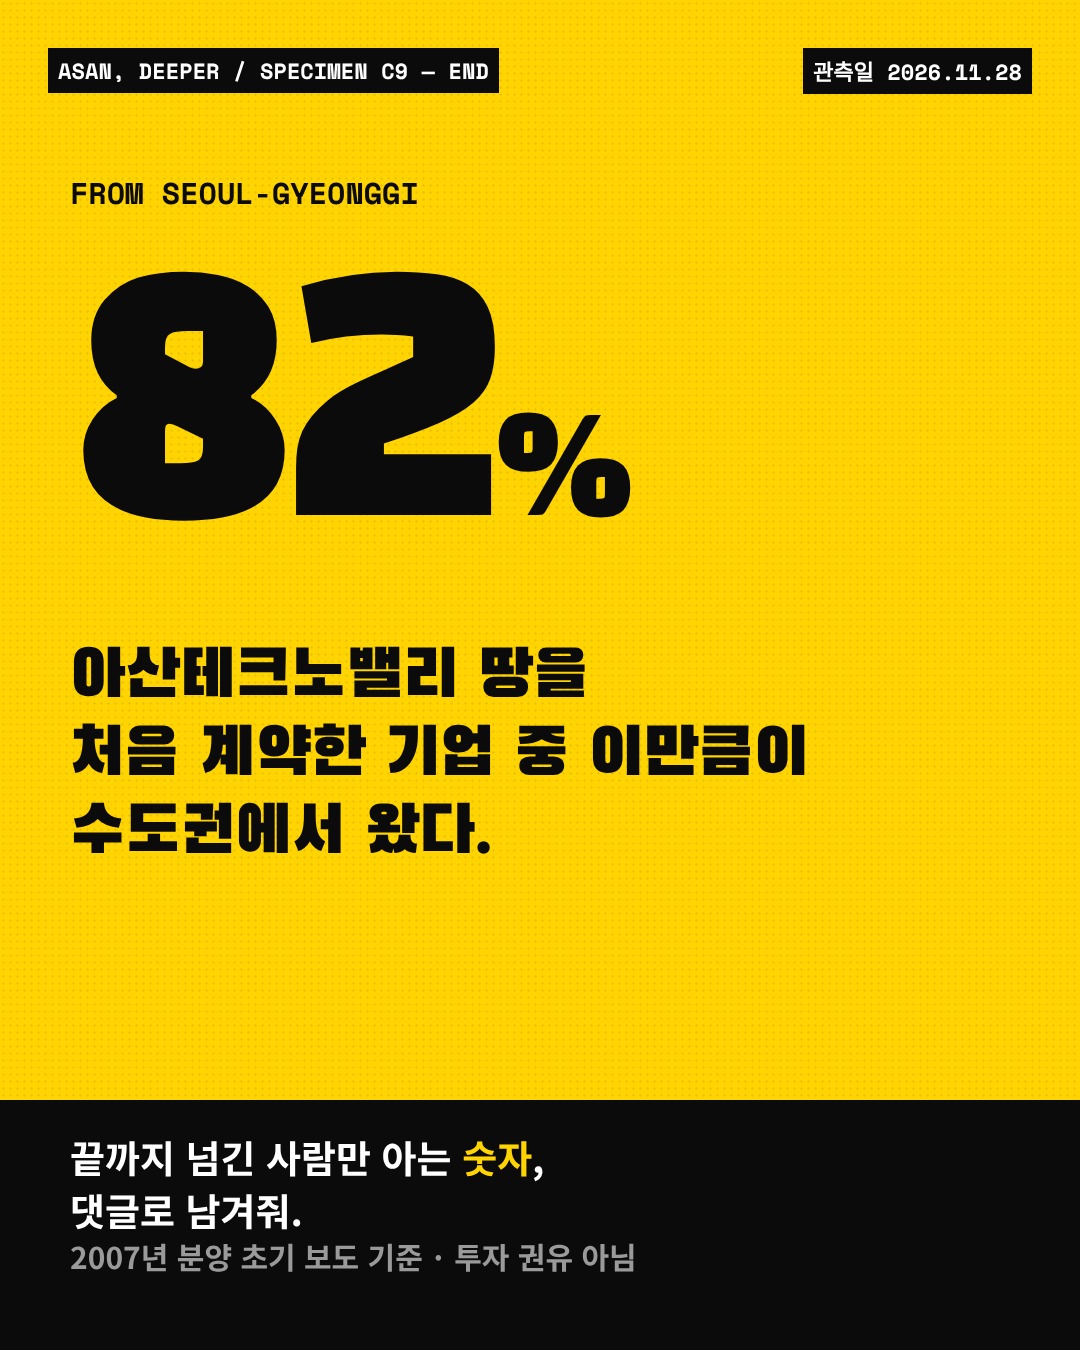 ASAN, DEEPER / SPECIMEN C9 — END
관측일 2026.11.28
FROM SEOUL-GYEONGGI
82%
아산테크노밸리 땅을
처음 계약한 기업 중 이만큼이
수도권에서 왔다.
끝까지 넘긴 사람만 아는 숫자,
댓글로 남겨줘.
2007년 분양 초기 보도 기준 · 투자 권유 아님